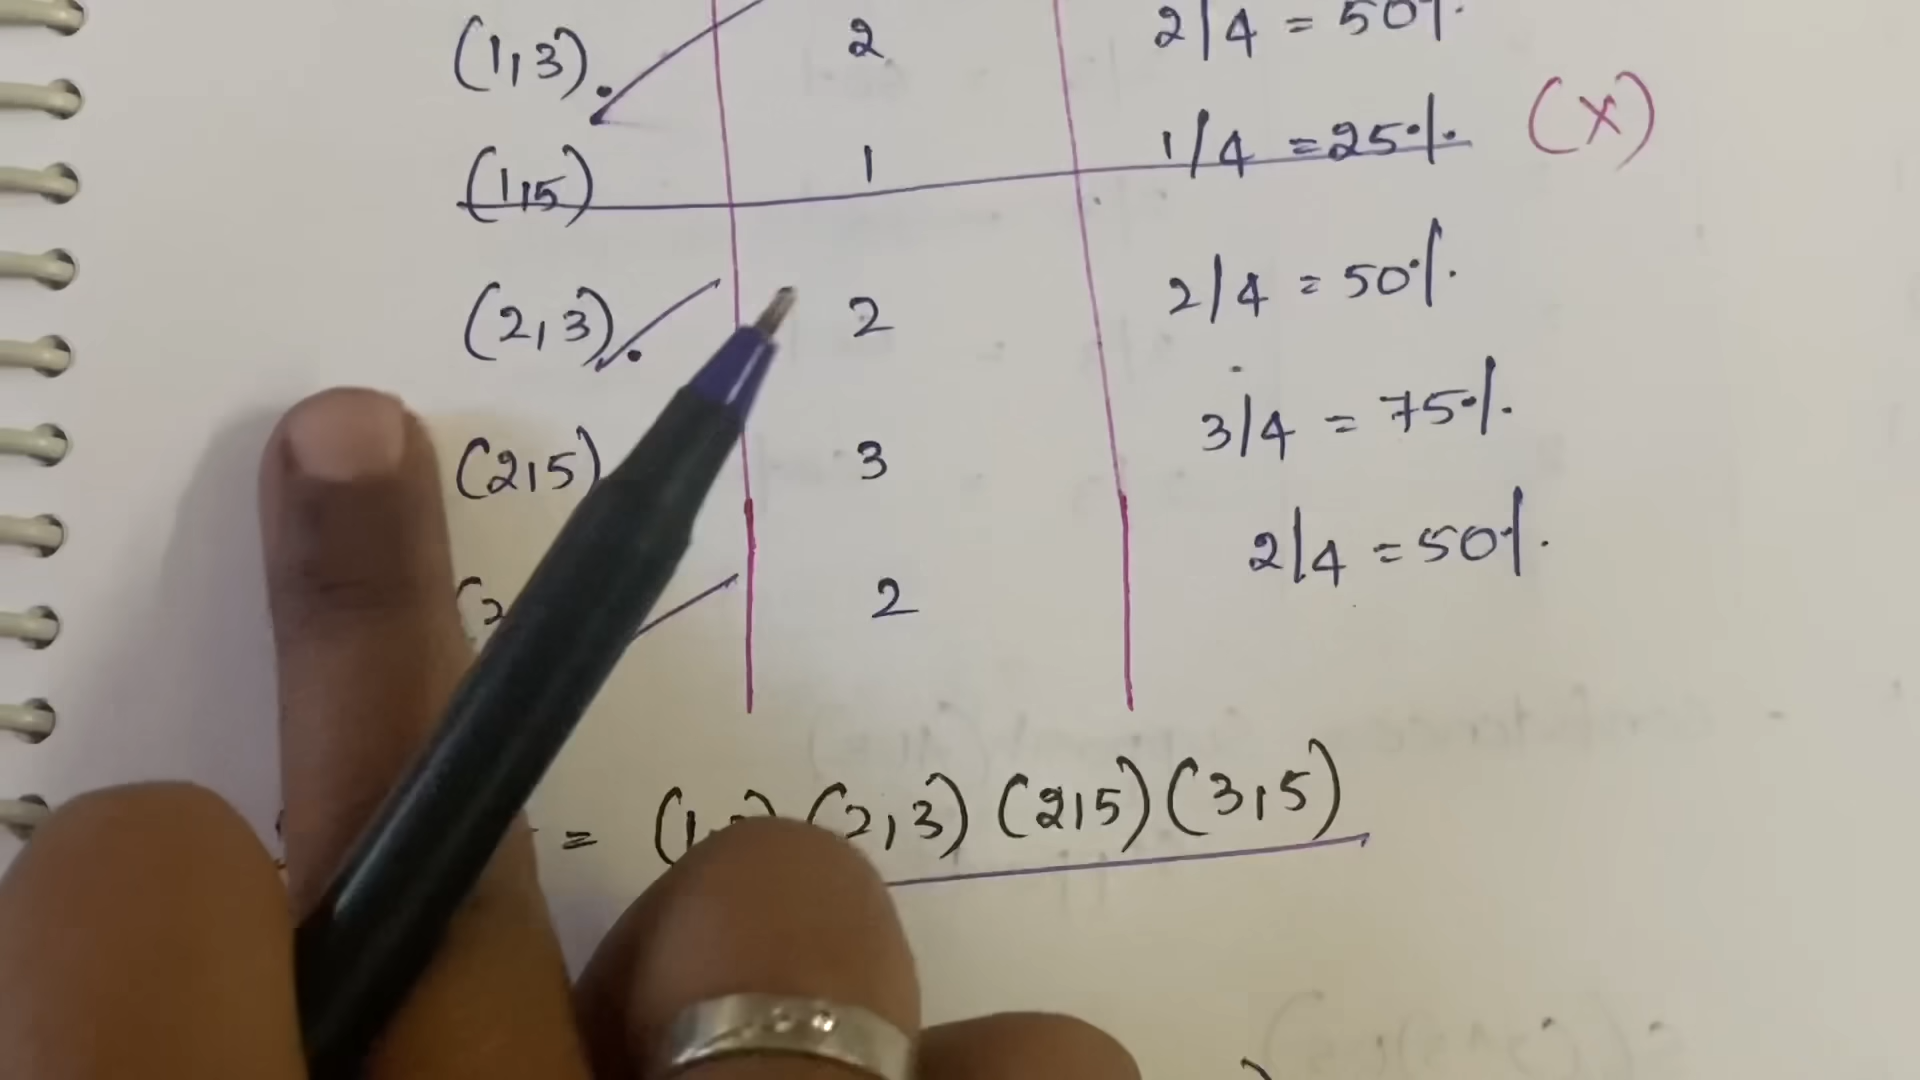 (1,3) 2 2/4 = 50%
(1,5) 1 1/4 = 25% (X)
(2,3) 2 2/4 = 50%
(2,5) 3 3/4 = 75%
2 2/4 = 50%
= (2,3) (2,5) (3,5)